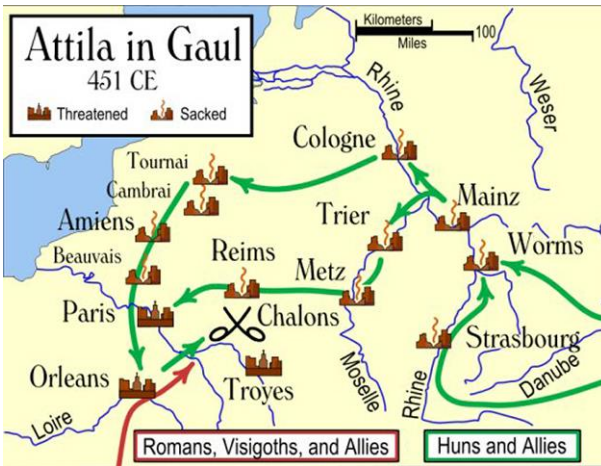 Attila in Gaul
451 CE
Threatened
Sacked
Kilometers
Miles
100
Rhine
Weser
Cologne
Tournai
Cambrai
Amiens
Beauvais
Trier
Mainz
Reims
Metz
Worms
Paris
Chalons
Strasbourg
Orleans
Troyes
Moselle
Rhine
Danube
Loire
Romans, Visigoths, and Allies
Huns and Allies